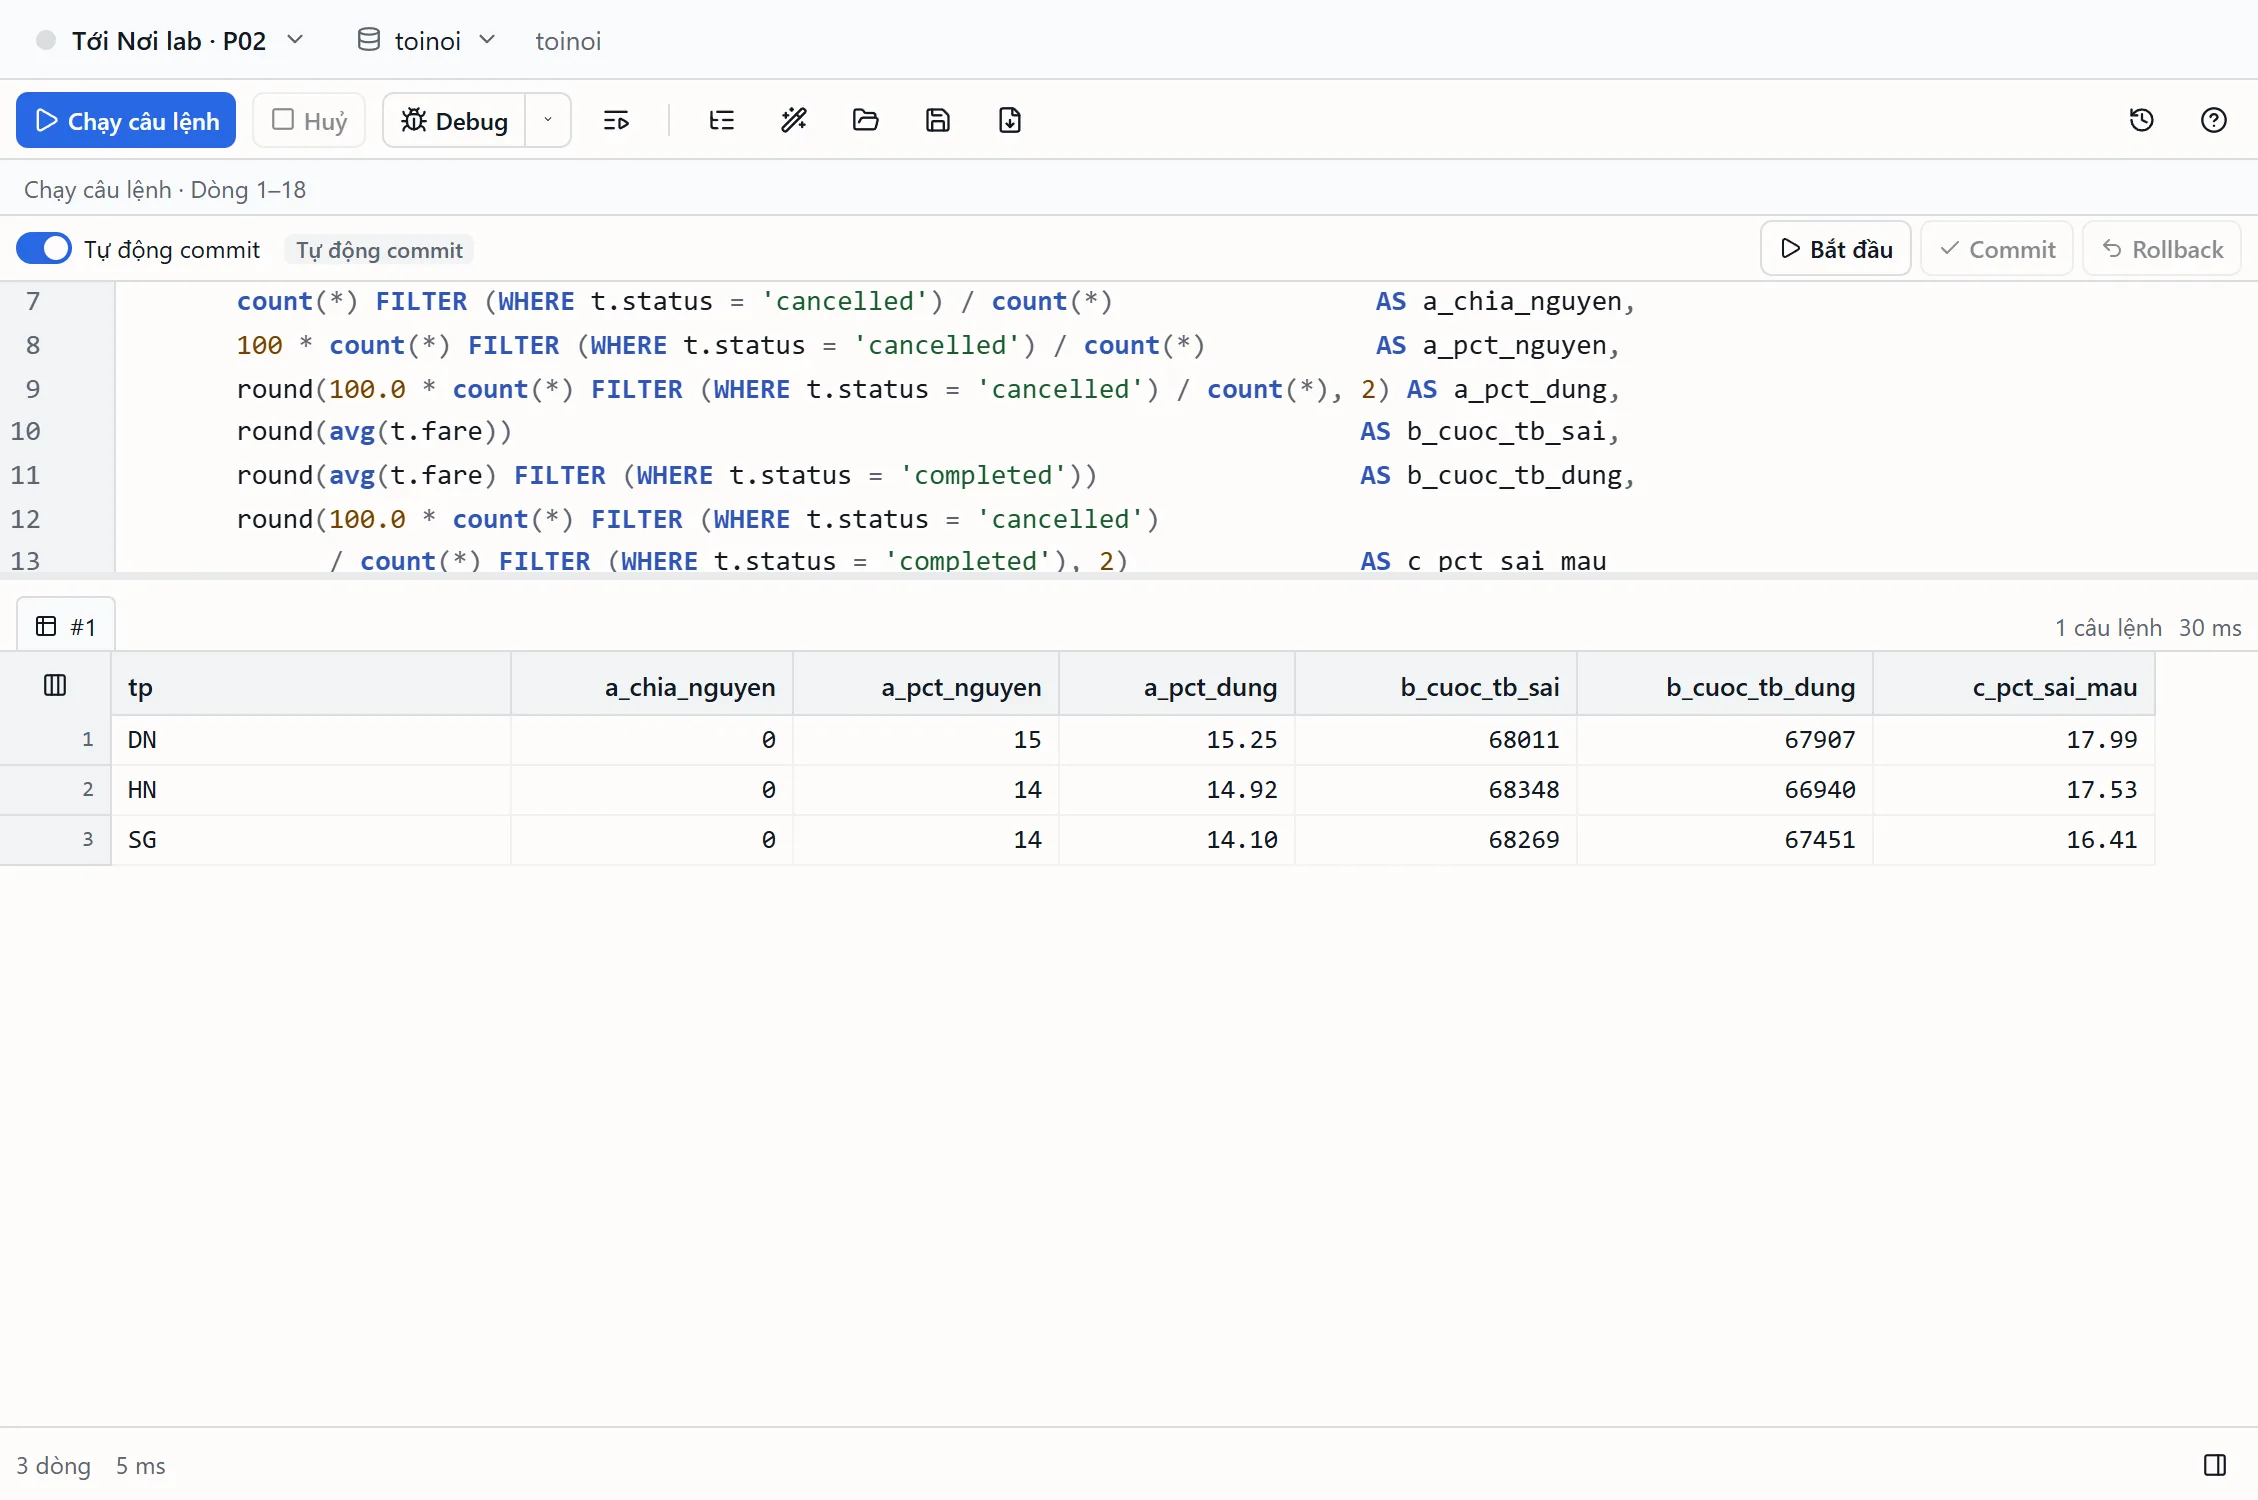 Tới Nơi lab · P02 toinoi toinoi
Chạy câu lệnh Huỷ Debug
Chạy câu lệnh · Dòng 1–18
Tự động commit Tự động commit Bắt đầu Commit Rollback
7 count(*) FILTER (WHERE t.status = 'cancelled') / count(*) AS a_chia_nguyen,
8 100 * count(*) FILTER (WHERE t.status = 'cancelled') / count(*) AS a_pct_nguyen,
9 round(100.0 * count(*) FILTER (WHERE t.status = 'cancelled') / count(*), 2) AS a_pct_dung,
10 round(avg(t.fare)) AS b_cuoc_tb_sai,
11 round(avg(t.fare) FILTER (WHERE t.status = 'completed')) AS b_cuoc_tb_dung,
12 round(100.0 * count(*) FILTER (WHERE t.status = 'cancelled')
13 / count(*) FILTER (WHERE t.status = 'completed'), 2) AS c_pct_sai_mau
#1 1 câu lệnh 30 ms
tp a_chia_nguyen a_pct_nguyen a_pct_dung b_cuoc_tb_sai b_cuoc_tb_dung c_pct_sai_mau
1 DN 0 15 15.25 68011 67907 17.99
2 HN 0 14 14.92 68348 66940 17.53
3 SG 0 14 14.10 68269 67451 16.41
3 dòng 5 ms